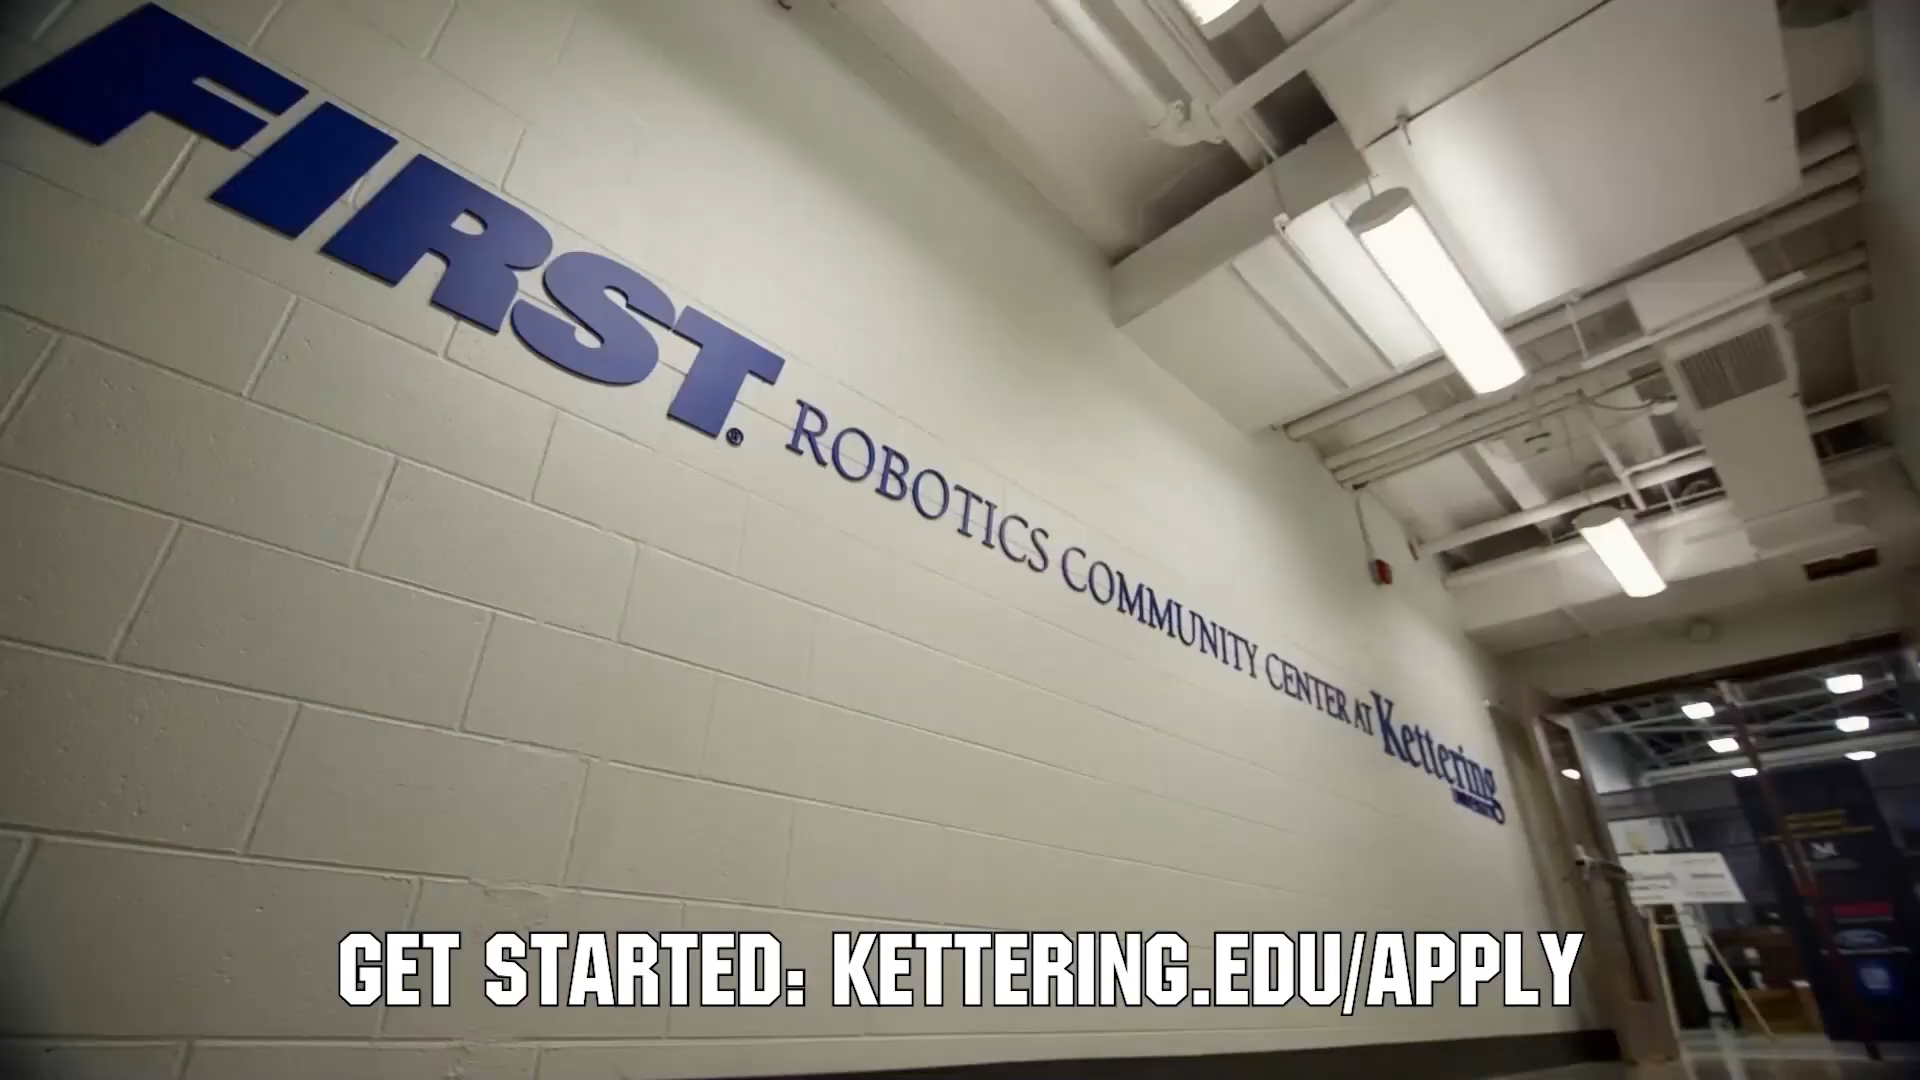 FIRST® ROBOTICS COMMUNITY CENTER AT Kettering
GET STARTED: KETTERING.EDU/APPLY